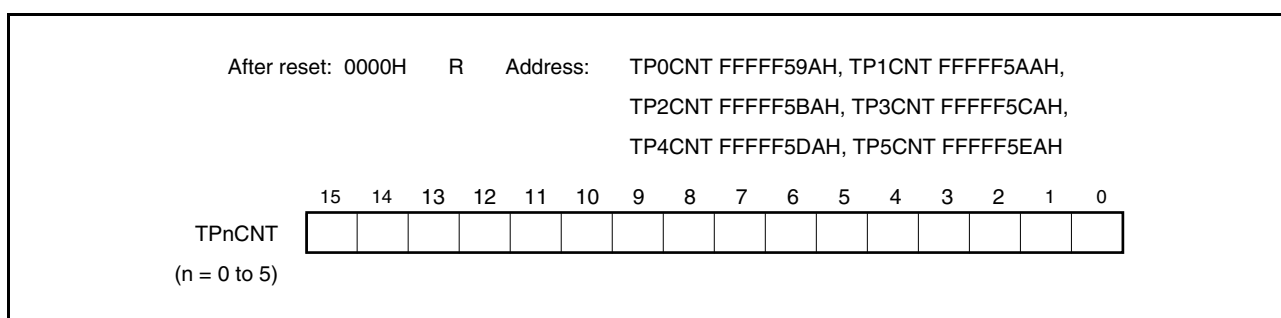 After reset: 0000H R Address: TP0CNT FFFFF59AH, TP1CNT FFFFF5AAH,
TP2CNT FFFFF5BAH, TP3CNT FFFFF5CAH,
TP4CNT FFFFF5DAH, TP5CNT FFFFF5EAH
15 14 13 12 11 10 9 8 7 6 5 4 3 2 1 0
TPnCNT
(n = 0 to 5)